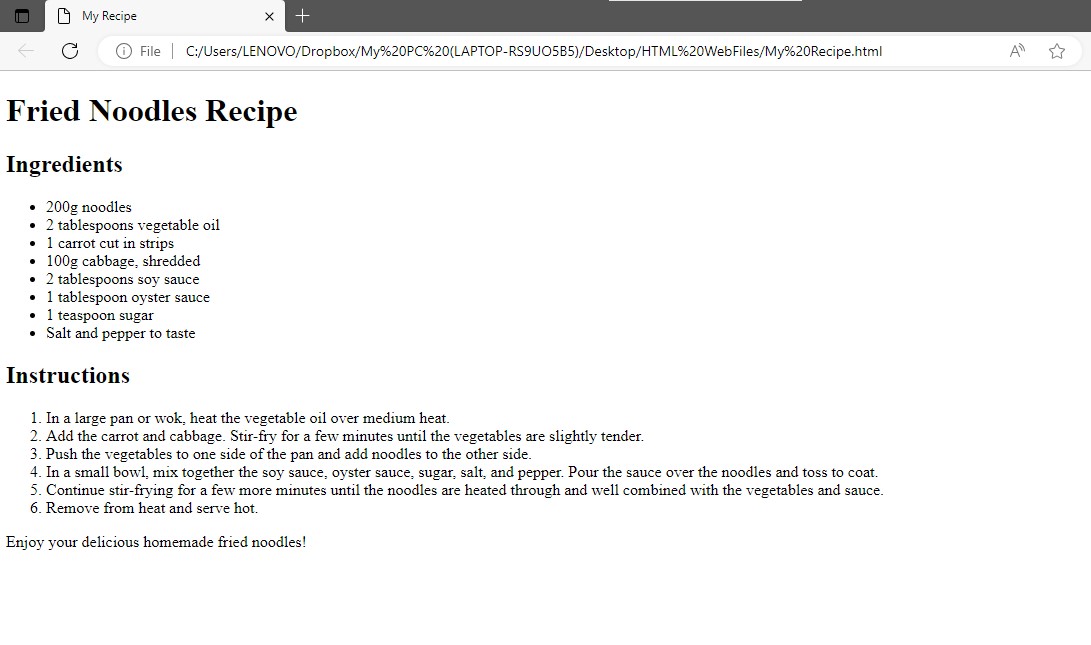 My Recipe
File C:/Users/LENOVO/Dropbox/My%20PC%20(LAPTOP-RS9UO5B5)/Desktop/HTML%20WebFiles/My%20Recipe.html
Fried Noodles Recipe
Ingredients
• 200g noodles
• 2 tablespoons vegetable oil
• 1 carrot cut in strips
• 100g cabbage, shredded
• 2 tablespoons soy sauce
• 1 tablespoon oyster sauce
• 1 teaspoon sugar
• Salt and pepper to taste
Instructions
1. In a large pan or wok, heat the vegetable oil over medium heat.
2. Add the carrot and cabbage. Stir-fry for a few minutes until the vegetables are slightly tender.
3. Push the vegetables to one side of the pan and add noodles to the other side.
4. In a small bowl, mix together the soy sauce, oyster sauce, sugar, salt, and pepper. Pour the sauce over the noodles and toss to coat.
5. Continue stir-frying for a few more minutes until the noodles are heated through and well combined with the vegetables and sauce.
6. Remove from heat and serve hot.
Enjoy your delicious homemade fried noodles!